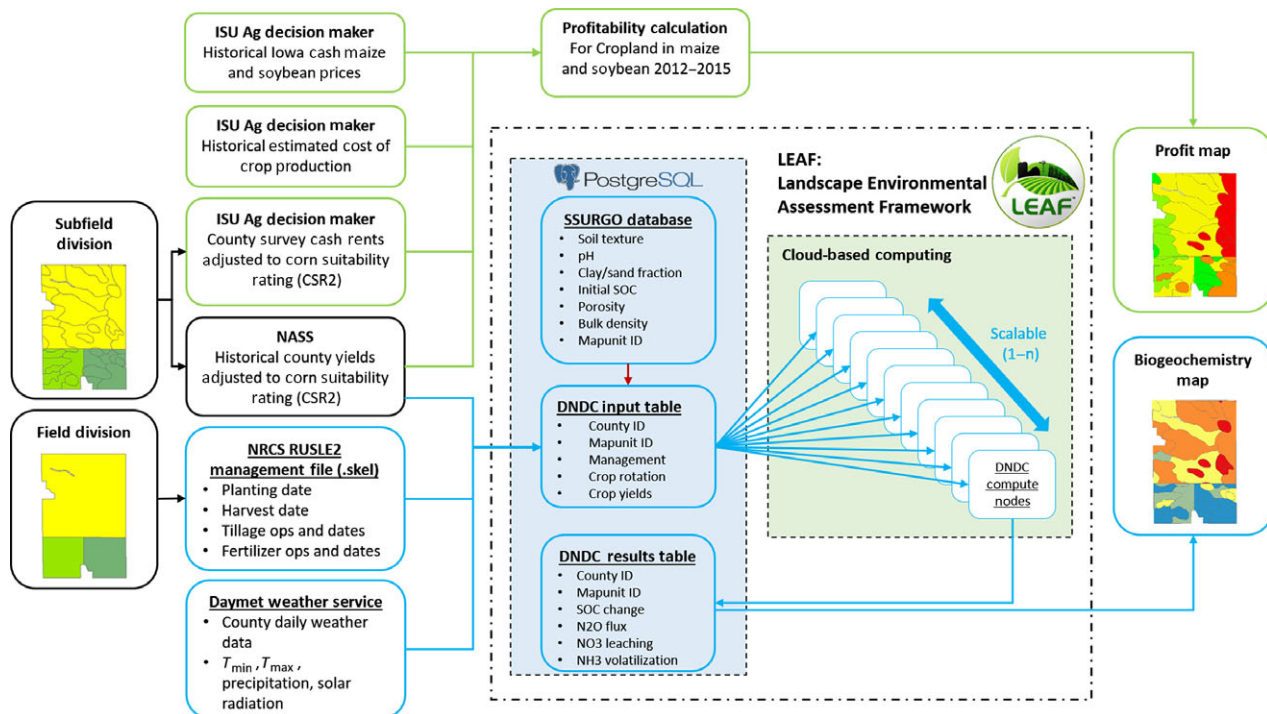 ISU Ag decision maker
Historical Iowa cash maize
and soybean prices
Profitability calculation
For Cropland in maize
and soybean 2012–2015
ISU Ag decision maker
Historical estimated cost of
crop production
Subfield
division
ISU Ag decision maker
County survey cash rents
adjusted to corn suitability
rating (CSR2)
NASS
Historical county yields
adjusted to corn suitability
rating (CSR2)
Field division
NRCS RUSLE2
management file (.skel)
• Planting date
• Harvest date
• Tillage ops and dates
• Fertilizer ops and dates
Daymet weather service
• County daily weather
data
• Tmin, Tmax,
precipitation, solar
radiation
PostgreSQL
SSURGO database
• Soil texture
• pH
• Clay/sand fraction
• Initial SOC
• Porosity
• Bulk density
• Mapunit ID
DNDC input table
• County ID
• Mapunit ID
• Management
• Crop rotation
• Crop yields
DNDC results table
• County ID
• Mapunit ID
• SOC change
• N2O flux
• NO3 leaching
• NH3 volatilization
LEAF:
Landscape Environmental
Assessment Framework
LEAF
Cloud-based computing
Scalable
(1–n)
DNDC
compute
nodes
Profit map
Biogeochemistry
map